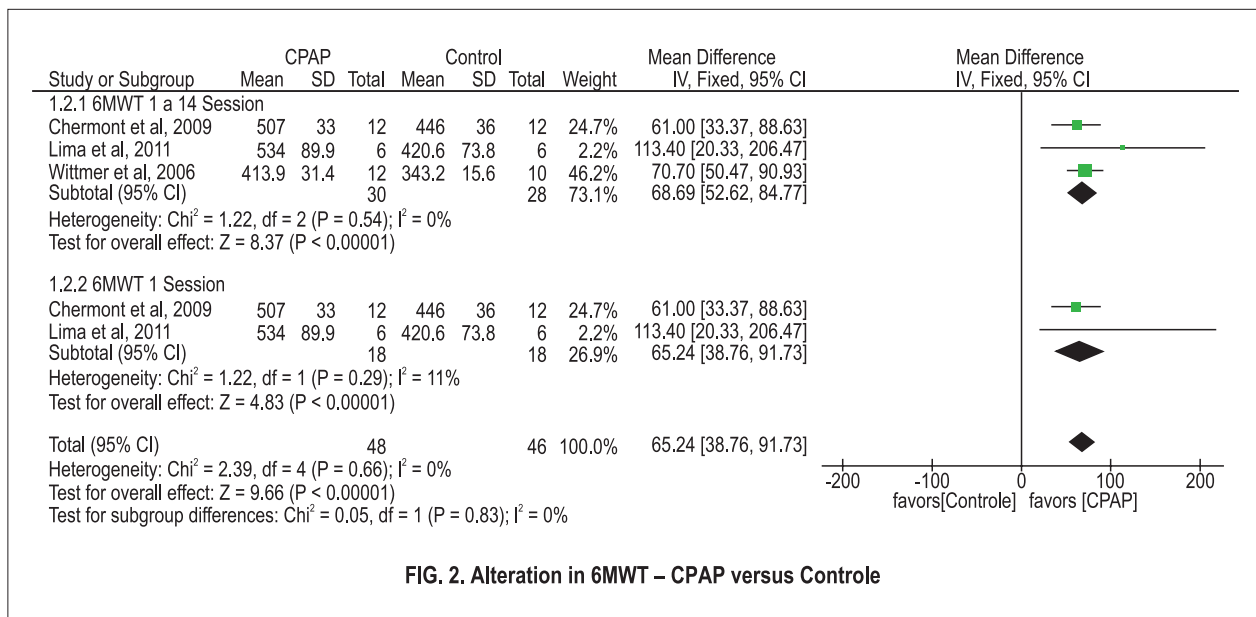 CPAP Control Mean Difference Mean Difference
Study or Subgroup Mean SD Total Mean SD Total Weight IV, Fixed, 95% CI IV, Fixed, 95% CI
1.2.1 6MWT 1 a 14 Session
Chermont et al, 2009 507 33 12 446 36 12 24.7% 61.00 [33.37, 88.63]
Lima et al, 2011 534 89.9 6 420.6 73.8 6 2.2% 113.40 [20.33, 206.47]
Wittmer et al, 2006 413.9 31.4 12 343.2 15.6 10 46.2% 70.70 [50.47, 90.93]
Subtotal (95% CI) 30 28 73.1% 68.69 [52.62, 84.77]
Heterogeneity: Chi² = 1.22, df = 2 (P = 0.54); I² = 0%
Test for overall effect: Z = 8.37 (P < 0.00001)
1.2.2 6MWT 1 Session
Chermont et al, 2009 507 33 12 446 36 12 24.7% 61.00 [33.37, 88.63]
Lima et al, 2011 534 89.9 6 420.6 73.8 6 2.2% 113.40 [20.33, 206.47]
Subtotal (95% CI) 18 18 26.9% 65.24 [38.76, 91.73]
Heterogeneity: Chi² = 1.22, df = 1 (P = 0.29); I² = 11%
Test for overall effect: Z = 4.83 (P < 0.00001)
Total (95% CI) 48 46 100.0% 65.24 [38.76, 91.73]
Heterogeneity: Chi² = 2.39, df = 4 (P = 0.66); I² = 0%
Test for overall effect: Z = 9.66 (P < 0.00001)
Test for subgroup differences: Chi² = 0.05, df = 1 (P = 0.83); I² = 0%
-200 -100 0 100 200
favors[Controle] favors [CPAP]
FIG. 2. Alteration in 6MWT – CPAP versus Controle